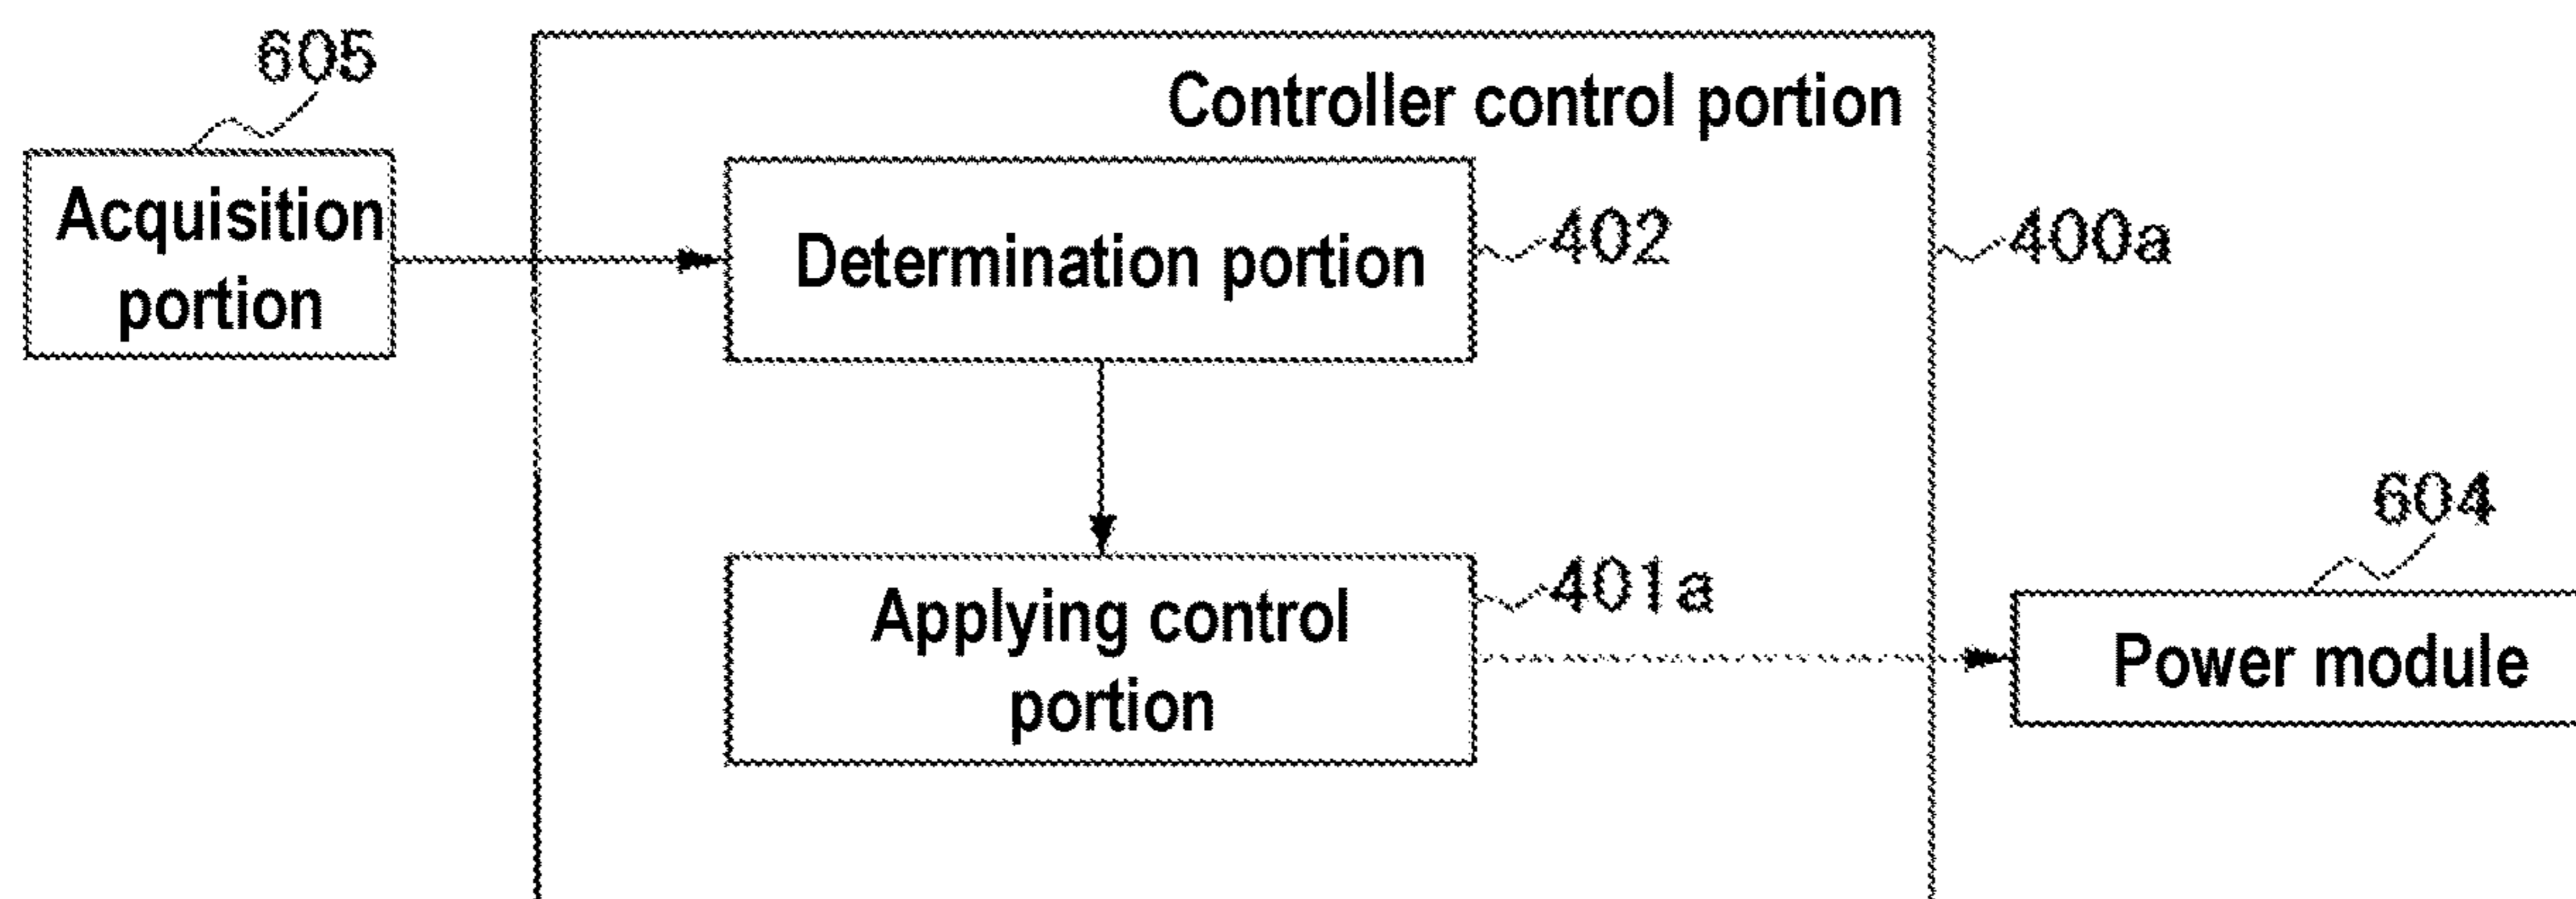 605
Controller control portion
Acquisition
portion
Determination portion
402
400a
Applying control
portion
401a
604
Power module